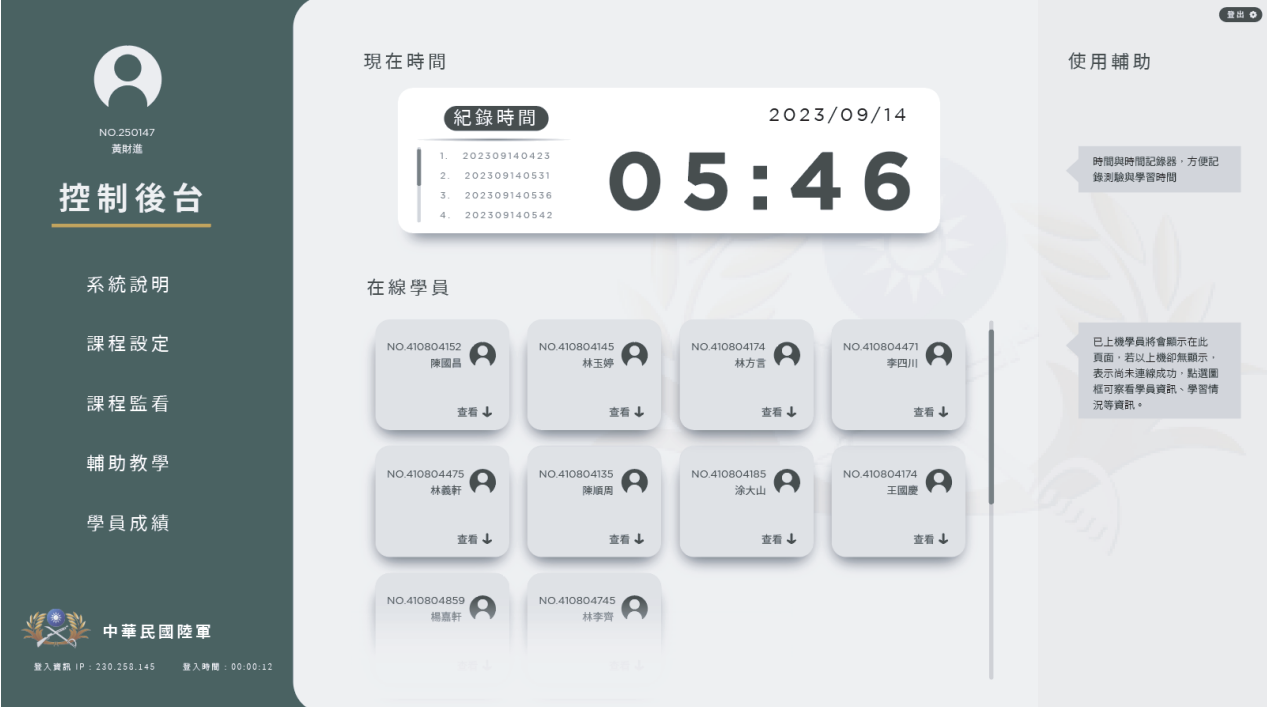 NO.250147
黃財進
控制後台
系統說明
課程設定
課程監看
輔助教學
學員成績
中華民國陸軍
登入資訊 IP : 230.258.145
登入時間 : 00:00:12
現在時間
紀錄時間
1. 202309140423
2. 202309140531
3. 202309140536
4. 202309140542
2023/09/14
05:46
在線學員
NO.410804152
陳國昌
查看
NO.410804145
林玉婷
查看
NO.410804174
林方言
查看
NO.410804471
李四川
查看
NO.410804475
林義軒
查看
NO.410804135
陳順周
查看
NO.410804185
涂大山
查看
NO.410804174
王國慶
查看
NO.410804859
楊嘉軒
查看
NO.410804745
林李齊
查看
登出
使用輔助
時間與時間記錄器，方便記
錄測驗與學習時間
已上機學員將會顯示在此
頁面，若以上機卻無顯示，
表示尚未連線成功，點選圖
框可察看學員資訊、學習情
況等資訊。